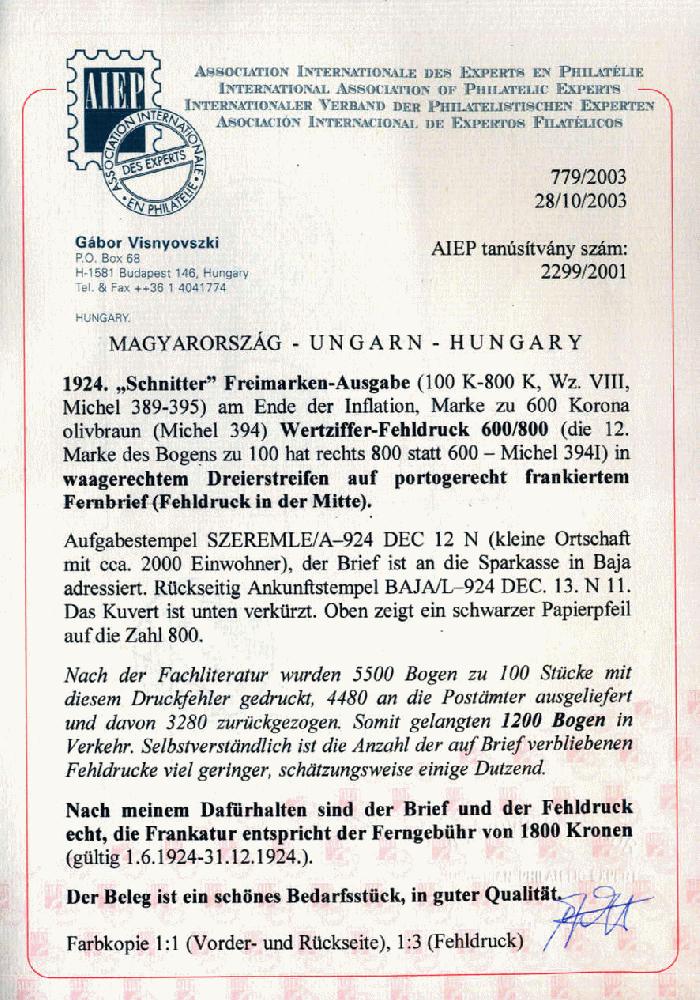 AIEP
ASSOCIATION INTERNATIONALE
DES EXPERTS
EN PHILATÉLIE
ASSOCIATION INTERNATIONALE DES EXPERTS EN PHILATÉLIE
INTERNATIONAL ASSOCIATION OF PHILATELIC EXPERTS
INTERNATIONALER VERBAND DER PHILATELISTISCHEN EXPERTEN
ASOCIACIÓN INTERNACIONAL DE EXPERTOS FILATÉLICOS
779/2003
28/10/2003
Gábor Visnyovszki
P.O. Box 68
H-1581 Budapest 146, Hungary
Tel. & Fax ++36 1 4041774
HUNGARY.
AIEP tanúsítvány szám:
2299/2001
MAGYARORSZÁG - UNGARN - HUNGARY
1924. „Schnitter” Freimarken-Ausgabe (100 K-800 K, Wz. VIII,
Michel 389-395) am Ende der Inflation, Marke zu 600 Korona
olivbraun (Michel 394) Wertziffer-Fehldruck 600/800 (die 12.
Marke des Bogens zu 100 hat rechts 800 statt 600 – Michel 394I) in
waagerechtem Dreierstreifen auf portogerecht frankiertem
Fernbrief (Fehldruck in der Mitte).
Aufgabestempel SZEREMLE/A–924 DEC 12 N (kleine Ortschaft
mit cca. 2000 Einwohner), der Brief ist an die Sparkasse in Baja
adressiert. Rückseitig Ankunftstempel BAJA/L–924 DEC. 13. N 11.
Das Kuvert ist unten verkürzt. Oben zeigt ein schwarzer Papierpfeil
auf die Zahl 800.
Nach der Fachliteratur wurden 5500 Bogen zu 100 Stücke mit
diesem Druckfehler gedruckt, 4480 an die Postämter ausgeliefert
und davon 3280 zurückgezogen. Somit gelangten 1200 Bogen in
Verkehr. Selbstverständlich ist die Anzahl der auf Brief verbliebenen
Fehldrucke viel geringer, schätzungsweise einige Dutzend.
Nach meinem Dafürhalten sind der Brief und der Fehldruck
echt, die Frankatur entspricht der Ferngebühr von 1800 Kronen
(gültig 1.6.1924-31.12.1924.).
Der Beleg ist ein schönes Bedarfsstück, in guter Qualität.
Farbkopie 1:1 (Vorder- und Rückseite), 1:3 (Fehldruck)